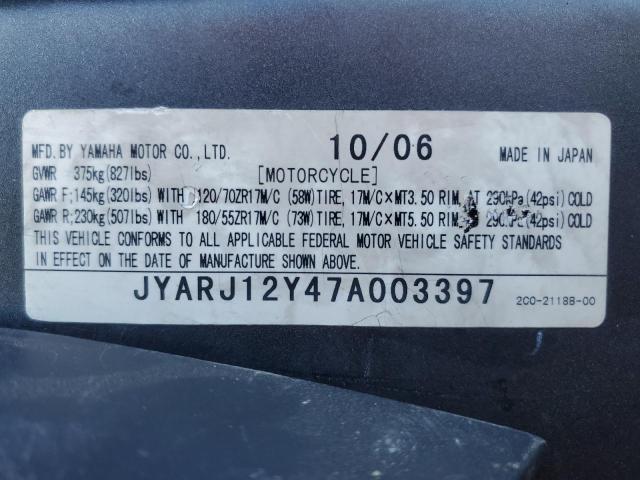 MFD. BY YAMAHA MOTOR CO., LTD. 10/06 MADE IN JAPAN
GVWR 375kg(827lbs) [MOTORCYCLE]
GAWR F;145kg(320lbs) WITH 120/70ZR17M/C (58W)TIRE, 17M/C×MT3.50 RIM, AT 290kPa(42psi) COLD
GAWR R;230kg(507lbs) WITH 180/55ZR17M/C (73W)TIRE, 17M/C×MT5.50 RIM, (42psi) COLD
THIS VEHICLE CONFORMS TO ALL APPLICABLE FEDERAL MOTOR VEHICLE SAFETY STANDARDS
IN EFFECT ON THE DATE OF MANUFACTURE SHOWN ABOVE.
JYARJ12Y47A003397 2C0-21188-00